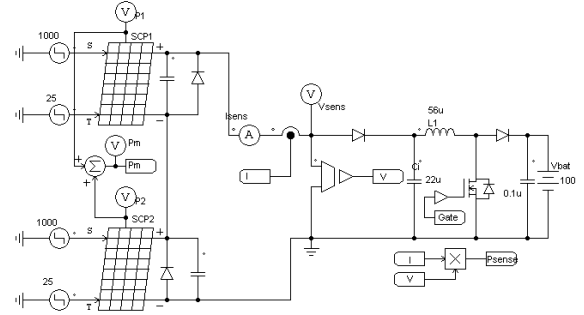 V P1
1000 S SCP1 +
25 T −
Isens A
V Vsens
56u
L1
I
V
Ci
22u
Gate
0.1u
Vbat
100
+ Σ +
V Pm
Pm
V P2
1000 S SCP2 +
25 T −
I
V
X
Psense